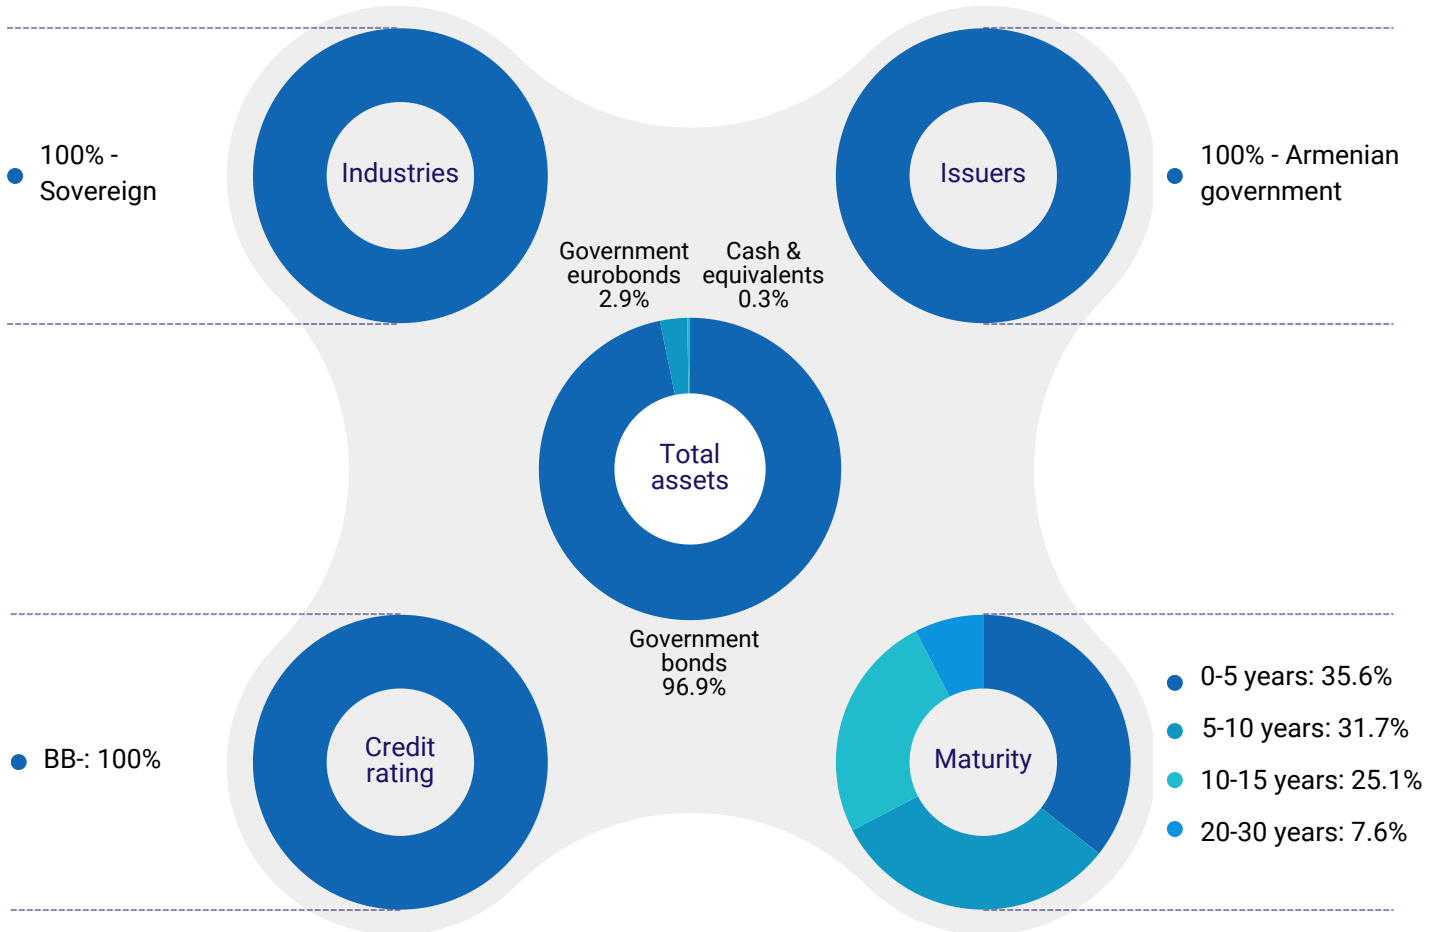 100% -
Sovereign
Industries
Issuers
100% - Armenian
government
Government
eurobonds
2.9%
Cash &
equivalents
0.3%
Total
assets
Government
bonds
96.9%
BB-: 100%
Credit
rating
Maturity
0-5 years: 35.6%
5-10 years: 31.7%
10-15 years: 25.1%
20-30 years: 7.6%